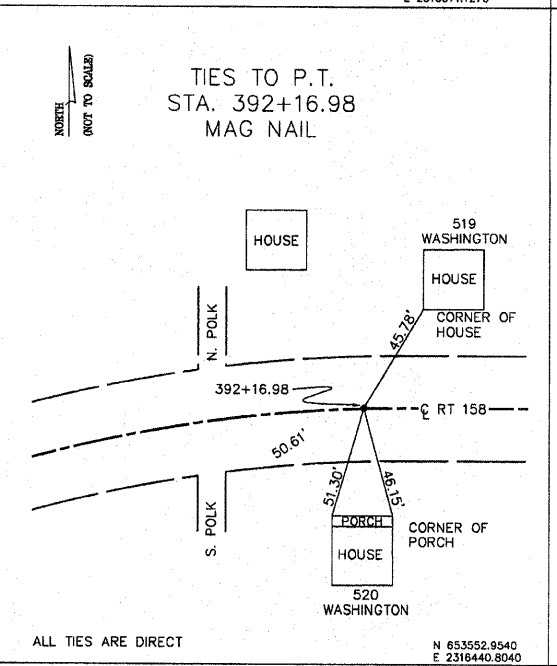 NORTH
(NOT TO SCALE)
TIES TO P.T.
STA. 392+16.98
MAG NAIL
519
WASHINGTON
HOUSE
HOUSE
CORNER OF
HOUSE
N. POLK
45.78'
392+16.98
℄ RT 158
50.61'
51.30'
46.15'
S. POLK
PORCH
CORNER OF
PORCH
HOUSE
520
WASHINGTON
ALL TIES ARE DIRECT
N 653552.9540
E 2316440.8040